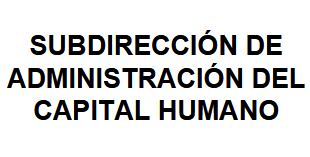 SUBDIRECCIÓN DE
ADMINISTRACIÓN DEL
CAPITAL HUMANO